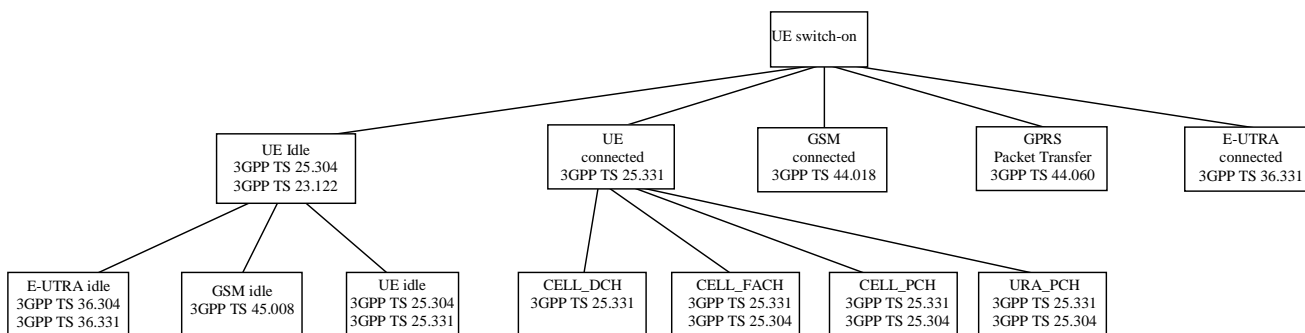 UE switch-on
UE Idle
3GPP TS 25.304
3GPP TS 23.122
UE
connected
3GPP TS 25.331
GSM
connected
3GPP TS 44.018
GPRS
Packet Transfer
3GPP TS 44.060
E-UTRA
connected
3GPP TS 36.331
E-UTRA idle
3GPP TS 36.304
3GPP TS 36.331
GSM idle
3GPP TS 45.008
UE idle
3GPP TS 25.304
3GPP TS 25.331
CELL_DCH
3GPP TS 25.331
CELL_FACH
3GPP TS 25.331
3GPP TS 25.304
CELL_PCH
3GPP TS 25.331
3GPP TS 25.304
URA_PCH
3GPP TS 25.331
3GPP TS 25.304